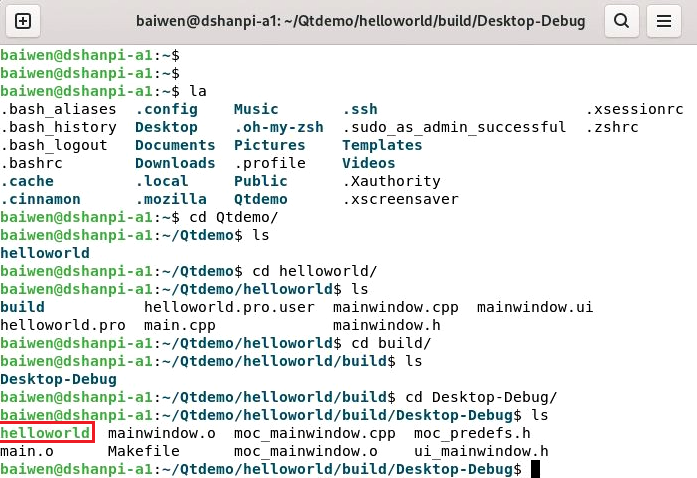 baiwen@dshanpi-a1: ~/Qtdemo/helloworld/build/Desktop-Debug
baiwen@dshanpi-a1:~$
baiwen@dshanpi-a1:~$
baiwen@dshanpi-a1:~$ la
.bash_aliases .config Music .ssh .xsessionrc
.bash_history Desktop .oh-my-zsh .sudo_as_admin_successful .zshrc
.bash_logout Documents Pictures Templates
.bashrc Downloads .profile Videos
.cache .local Public .Xauthority
.cinnamon .mozilla Qtdemo .xscreensaver
baiwen@dshanpi-a1:~$ cd Qtdemo/
baiwen@dshanpi-a1:~/Qtdemo$ ls
helloworld
baiwen@dshanpi-a1:~/Qtdemo$ cd helloworld/
baiwen@dshanpi-a1:~/Qtdemo/helloworld$ ls
build helloworld.pro.user mainwindow.cpp mainwindow.ui
helloworld.pro main.cpp mainwindow.h
baiwen@dshanpi-a1:~/Qtdemo/helloworld$ cd build/
baiwen@dshanpi-a1:~/Qtdemo/helloworld/build$ ls
Desktop-Debug
baiwen@dshanpi-a1:~/Qtdemo/helloworld/build$ cd Desktop-Debug/
baiwen@dshanpi-a1:~/Qtdemo/helloworld/build/Desktop-Debug$ ls
helloworld mainwindow.o moc_mainwindow.cpp moc_predefs.h
main.o Makefile moc_mainwindow.o ui_mainwindow.h
baiwen@dshanpi-a1:~/Qtdemo/helloworld/build/Desktop-Debug$